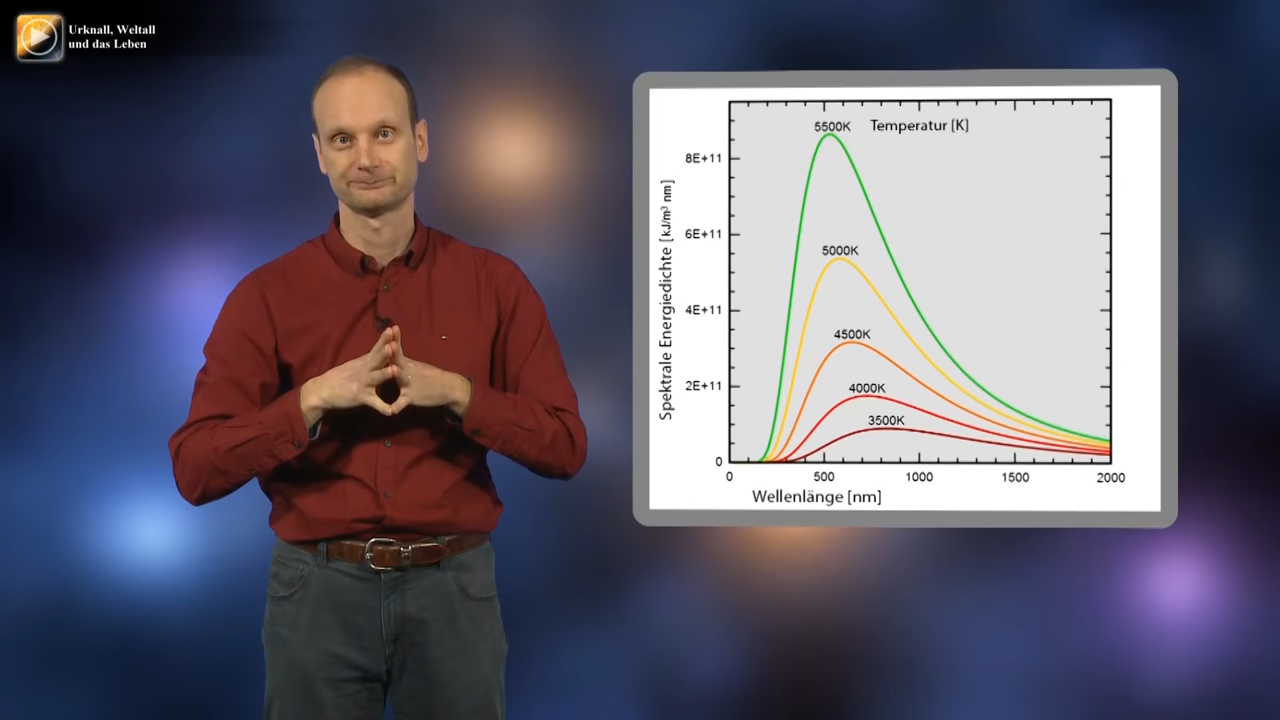 Urknall, Weltall
und das Leben
5500K
Temperatur [K]
8E+11
5000K
6E+11
4E+11
4500K
4000K
2E+11
3500K
0
Spektrale Energiedichte [kJ/m³ nm]
0
500
1000
1500
2000
Wellenlänge [nm]